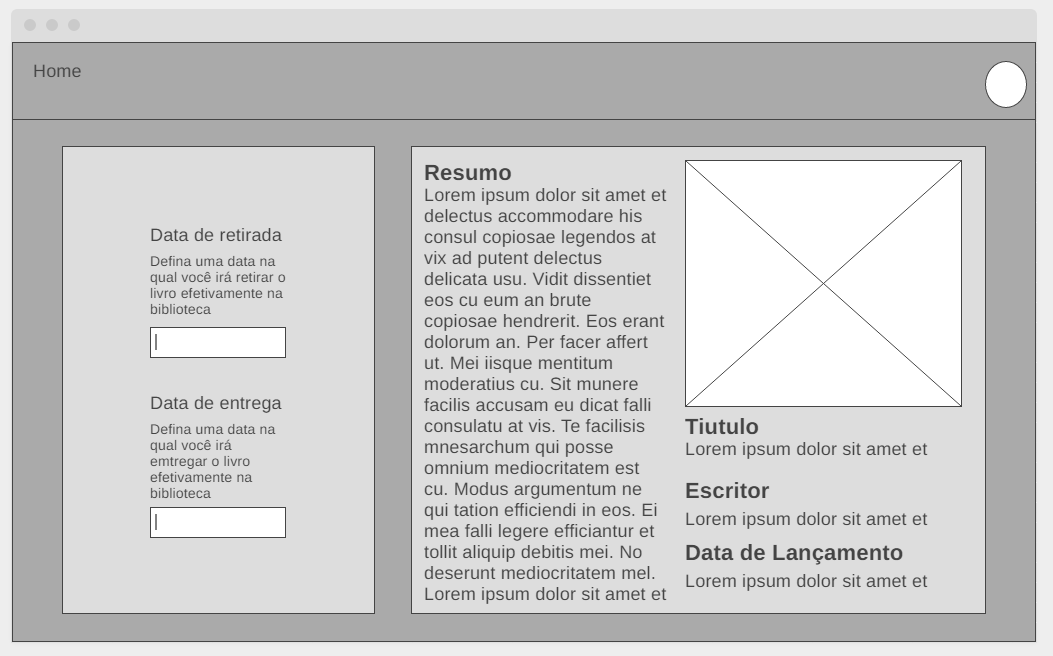 Home
Data de retirada
Defina uma data na
qual você irá retirar o
livro efetivamente na
biblioteca
Data de entrega
Defina uma data na
qual você irá
emtregar o livro
efetivamente na
biblioteca
Resumo
Lorem ipsum dolor sit amet et
delectus accommodare his
consul copiosae legendos at
vix ad putent delectus
delicata usu. Vidit dissentiet
eos cu eum an brute
copiosae hendrerit. Eos erant
dolorum an. Per facer affert
ut. Mei iisque mentitum
moderatius cu. Sit munere
facilis accusam eu dicat falli
consulatu at vis. Te facilisis
mnesarchum qui posse
omnium mediocritatem est
cu. Modus argumentum ne
qui tation efficiendi in eos. Ei
mea falli legere efficiantur et
tollit aliquip debitis mei. No
deserunt mediocritatem mel.
Lorem ipsum dolor sit amet et
Tiutulo
Lorem ipsum dolor sit amet et
Escritor
Lorem ipsum dolor sit amet et
Data de Lançamento
Lorem ipsum dolor sit amet et